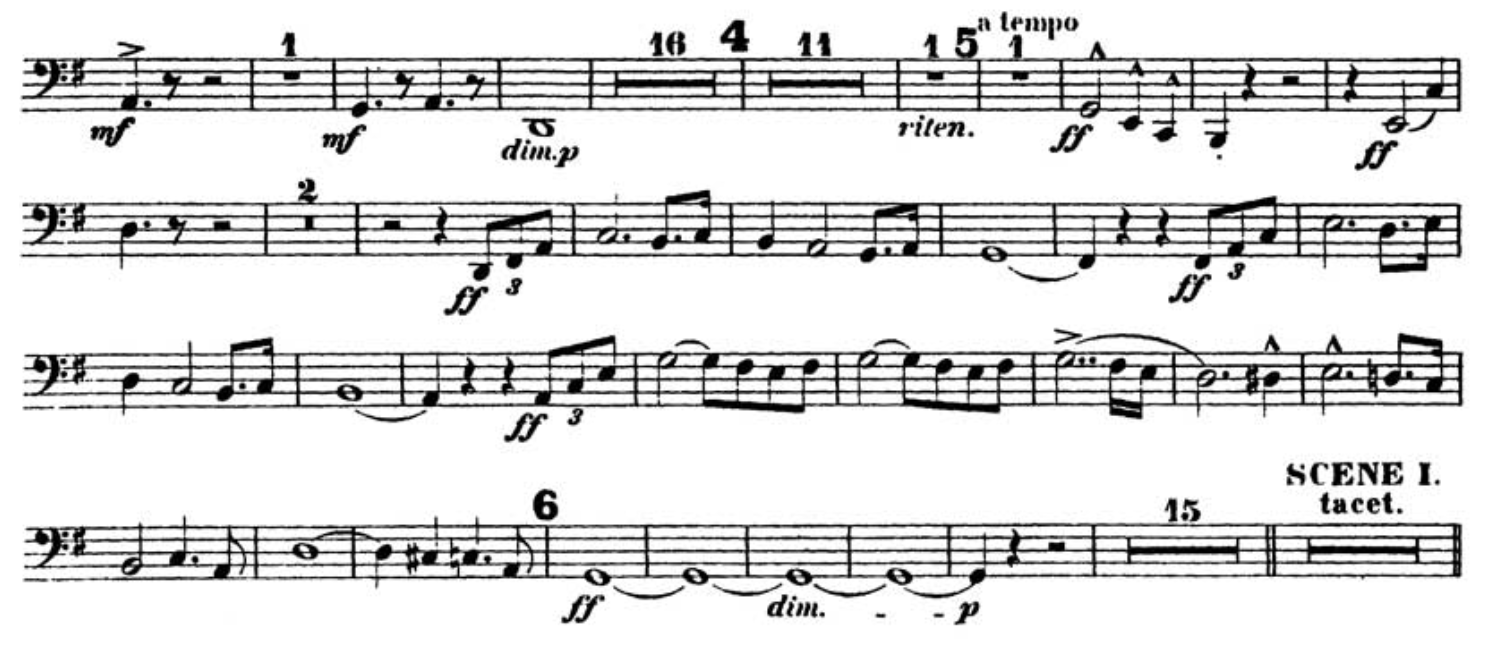 a tempo
1 16 4 11 1 5 1
mf mf dim. p riten. ff ff
2
ff 3 ff 3
ff 3
SCENE I.
6 15 tacet.
ff dim. - - p